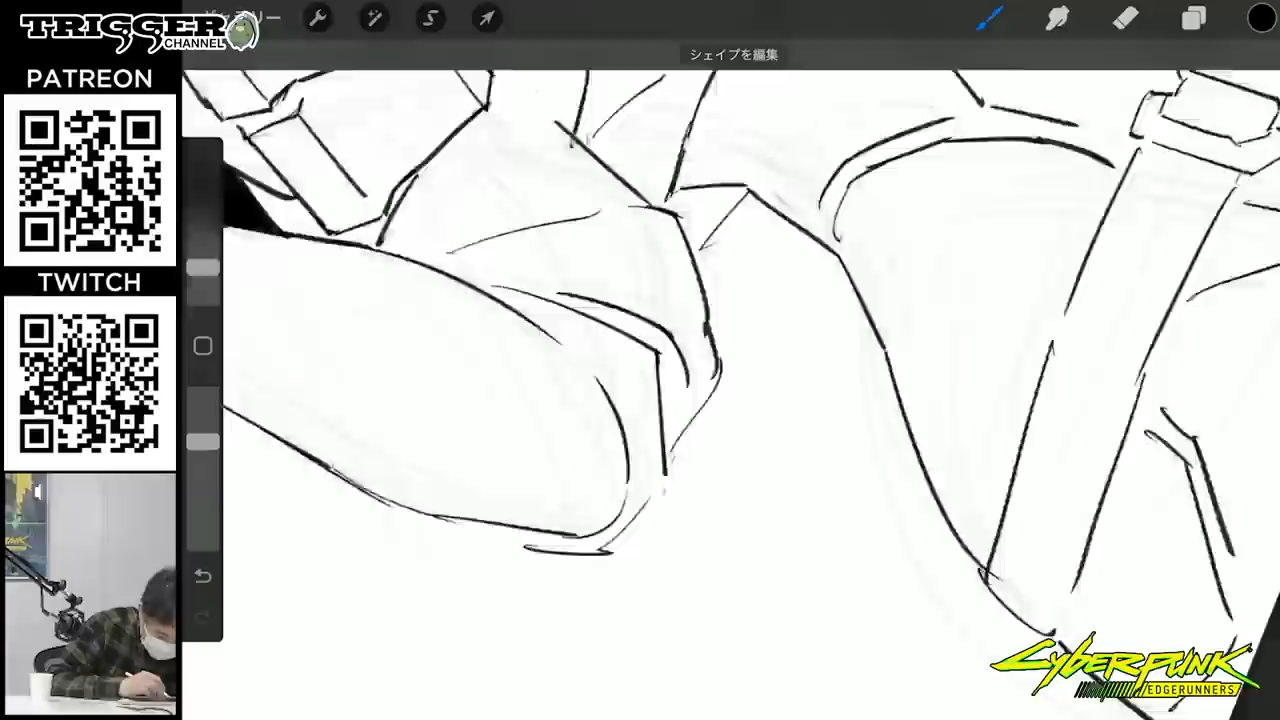 TRIGGER
CHANNEL
シェイプを編集
PATREON
TWITCH
CYBERPUNK
EDGERUNNERS